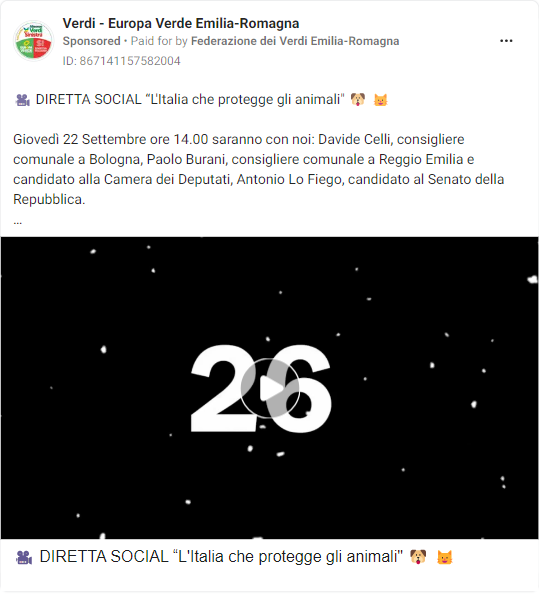 Verdi - Europa Verde Emilia-Romagna
Sponsored • Paid for by Federazione dei Verdi Emilia-Romagna
ID: 867141157582004
🎥 DIRETTA SOCIAL “L'Italia che protegge gli animali" 🐶 🐱
Giovedì 22 Settembre ore 14.00 saranno con noi: Davide Celli, consigliere
comunale a Bologna, Paolo Burani, consigliere comunale a Reggio Emilia e
candidato alla Camera dei Deputati, Antonio Lo Fiego, candidato al Senato della
Repubblica.
...
26
🎥 DIRETTA SOCIAL “L'Italia che protegge gli animali" 🐶 🐱